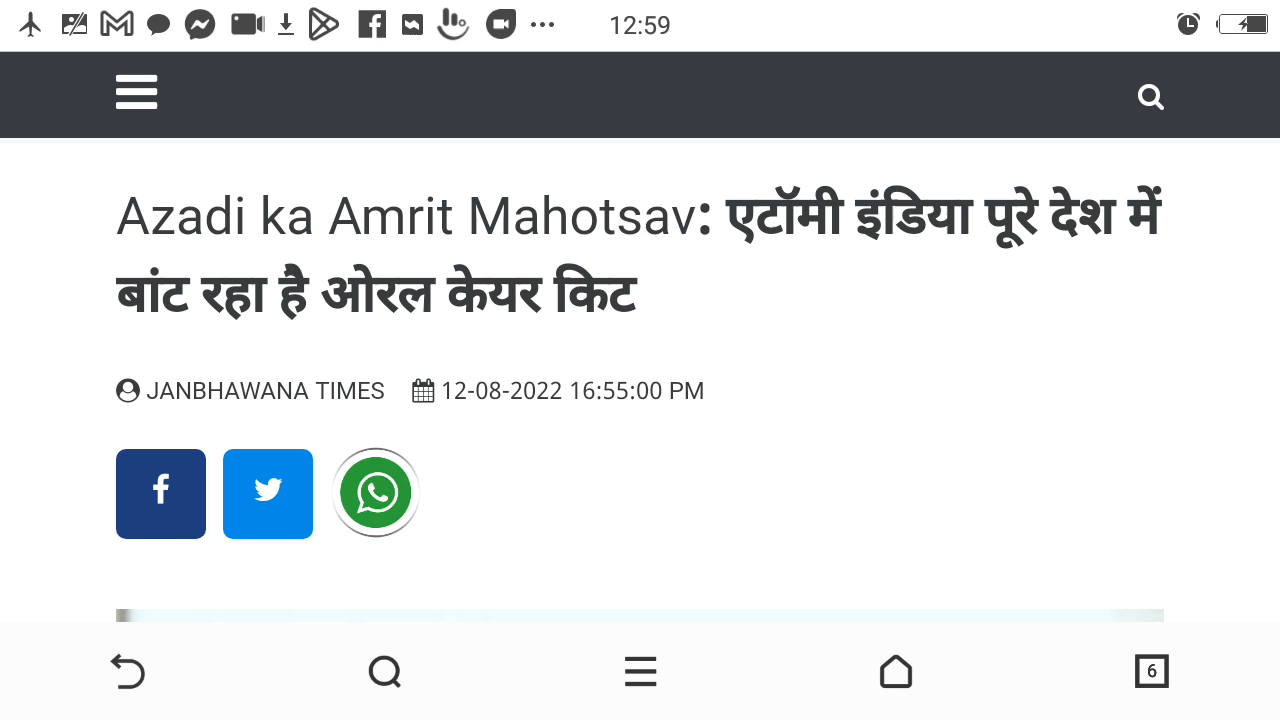 12:59
Azadi ka Amrit Mahotsav: एटॉमी इंडिया पूरे देश में
बांट रहा है ओरल केयर किट
JANBHAWANA TIMES 12-08-2022 16:55:00 PM
6